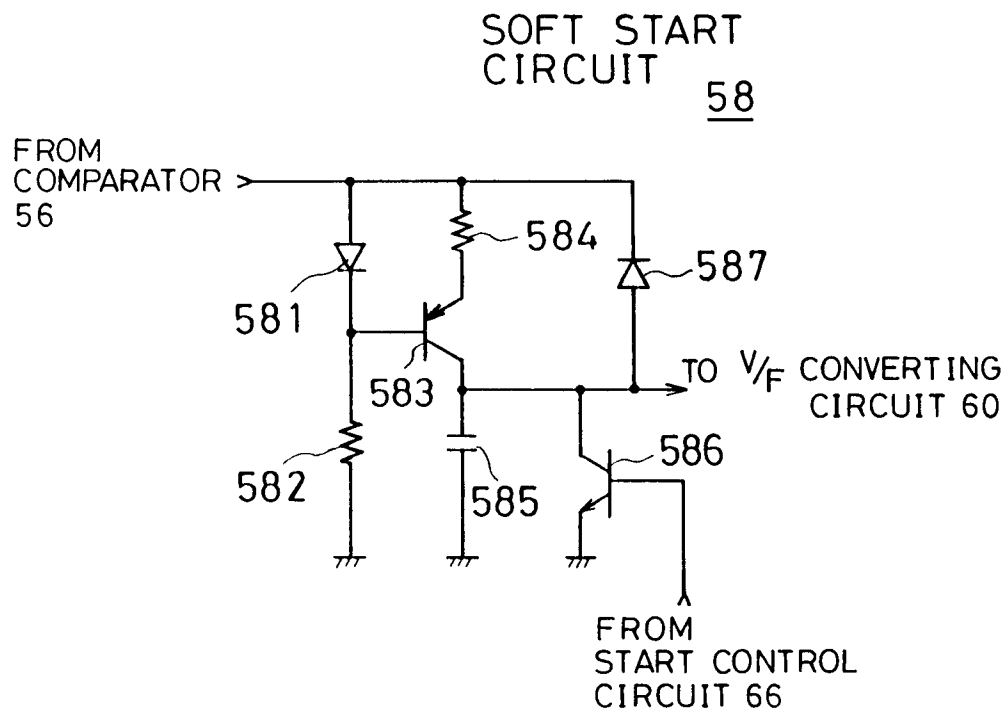 SOFT START
CIRCUIT
58
FROM
COMPARATOR
56
584
587
581
583
TO V/F CONVERTING
CIRCUIT 60
586
582
585
FROM
START CONTROL
CIRCUIT 66